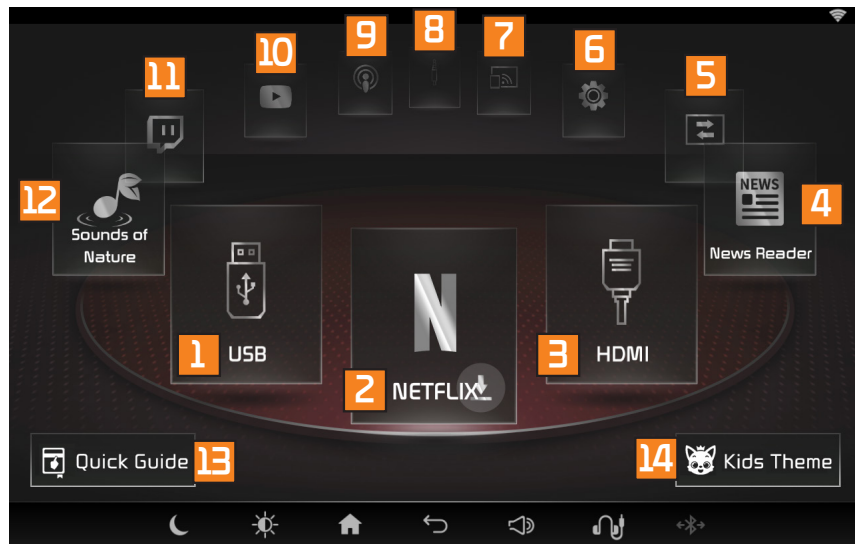 9
8
7
10
6
11
5
NEWS
12
4
Sounds of
Nature
News Reader
1
USB
3
HDMI
2
NETFLIX
13
Quick Guide
14
Kids Theme